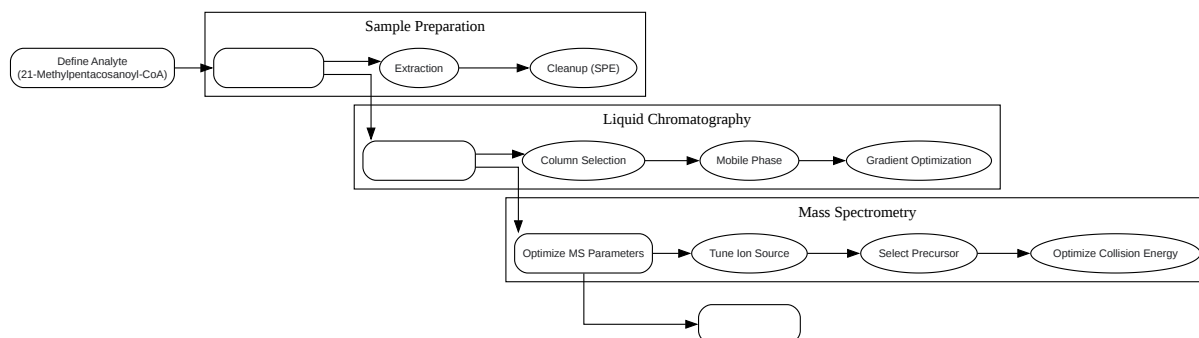 Sample Preparation
Define Analyte
(21-Methylpentacosanoyl-CoA)
Extraction
Cleanup (SPE)
Liquid Chromatography
Column Selection
Mobile Phase
Gradient Optimization
Mass Spectrometry
Optimize MS Parameters
Tune Ion Source
Select Precursor
Optimize Collision Energy